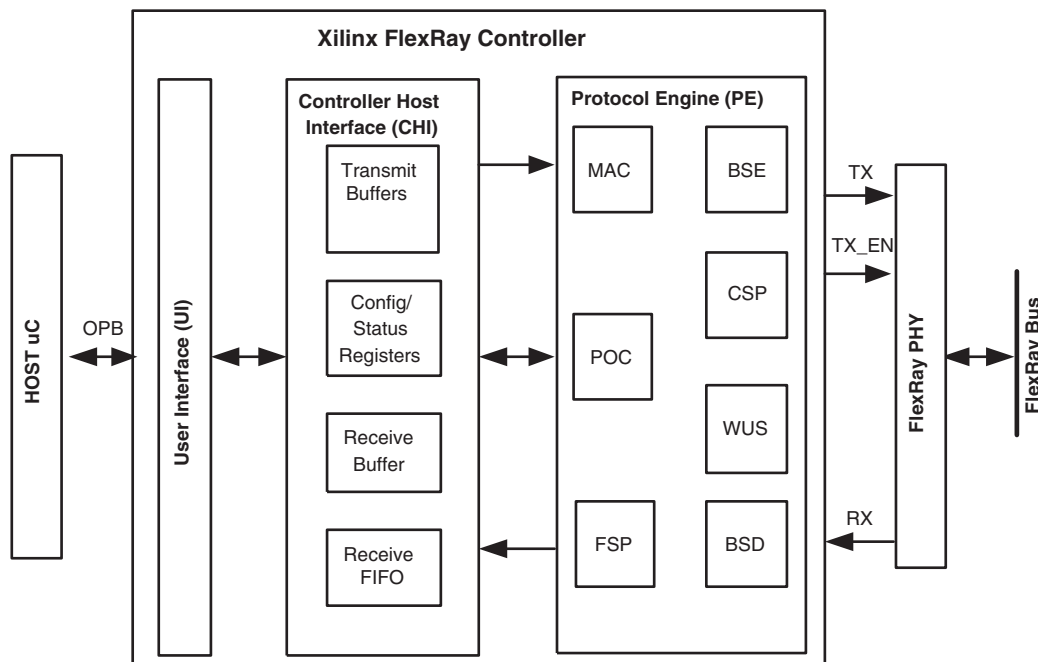 Xilinx FlexRay Controller
HOST uC
OPB
User Interface (UI)
Controller Host
Interface (CHI)
Transmit
Buffers
Config/
Status
Registers
Receive
Buffer
Receive
FIFO
Protocol Engine (PE)
MAC
BSE
CSP
POC
WUS
FSP
BSD
TX
TX_EN
RX
FlexRay PHY
FlexRay Bus